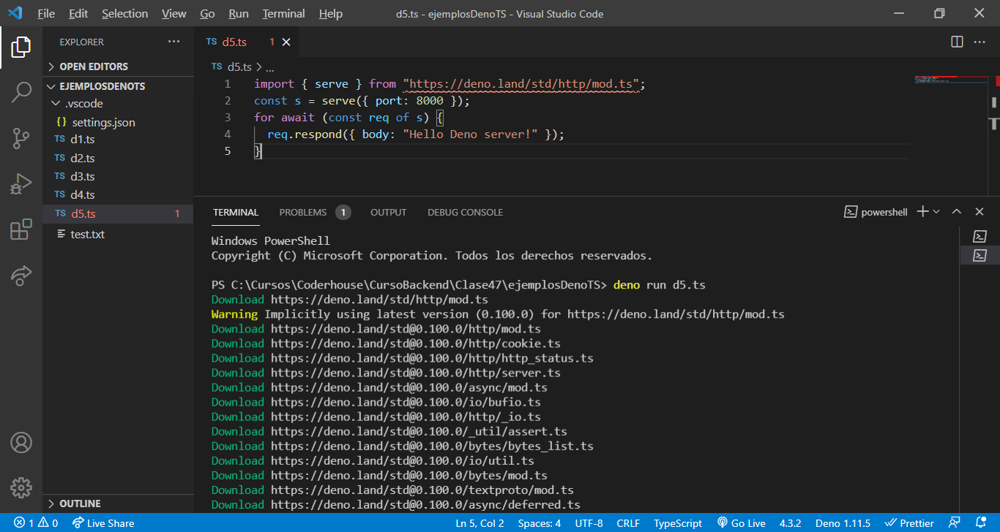 File Edit Selection View Go Run Terminal Help d5.ts - ejemplosDenoTS - Visual Studio Code
EXPLORER
OPEN EDITORS
EJEMPLOSDENOTS
.vscode
{} settings.json
TS d1.ts
TS d2.ts
TS d3.ts
TS d4.ts
TS d5.ts 1
test.txt
OUTLINE
TS d5.ts 1
TS d5.ts > ...
1 import { serve } from "https://deno.land/std/http/mod.ts";
2 const s = serve({ port: 8000 });
3 for await (const req of s) {
4 req.respond({ body: "Hello Deno server!" });
5 }
TERMINAL PROBLEMS 1 OUTPUT DEBUG CONSOLE powershell
Windows PowerShell
Copyright (C) Microsoft Corporation. Todos los derechos reservados.
PS C:\Cursos\Coderhouse\CursoBackend\Clase47\ejemplosDenoTS> deno run d5.ts
Download https://deno.land/std/http/mod.ts
Warning Implicitly using latest version (0.100.0) for https://deno.land/std/http/mod.ts
Download https://deno.land/std@0.100.0/http/mod.ts
Download https://deno.land/std@0.100.0/http/cookie.ts
Download https://deno.land/std@0.100.0/http/http_status.ts
Download https://deno.land/std@0.100.0/http/server.ts
Download https://deno.land/std@0.100.0/async/mod.ts
Download https://deno.land/std@0.100.0/io/bufio.ts
Download https://deno.land/std@0.100.0/http/_io.ts
Download https://deno.land/std@0.100.0/_util/assert.ts
Download https://deno.land/std@0.100.0/bytes/bytes_list.ts
Download https://deno.land/std@0.100.0/io/util.ts
Download https://deno.land/std@0.100.0/bytes/mod.ts
Download https://deno.land/std@0.100.0/textproto/mod.ts
Download https://deno.land/std@0.100.0/async/deferred.ts
1 0 Live Share Ln 5, Col 2 Spaces: 4 UTF-8 CRLF TypeScript Go Live 4.3.2 Deno 1.11.5 Prettier